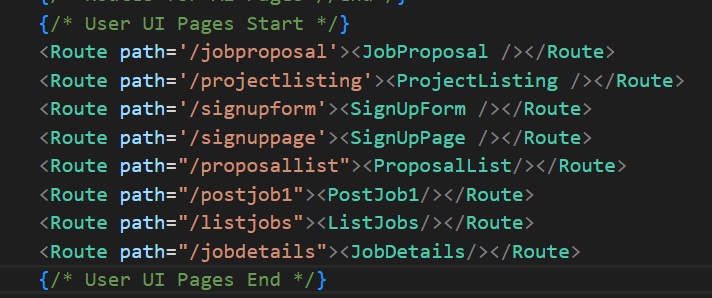 {/* User UI Pages Start */}
<Route path='/jobproposal'><JobProposal /></Route>
<Route path='/projectlisting'><ProjectListing /></Route>
<Route path='/signupform'><SignUpForm /></Route>
<Route path='/signuppage'><SignUpPage /></Route>
<Route path="/proposallist"><ProposalList/></Route>
<Route path="/postjob1"><PostJob1/></Route>
<Route path="/listjobs"><ListJobs/></Route>
<Route path="/jobdetails"><JobDetails/></Route>
{/* User UI Pages End */}